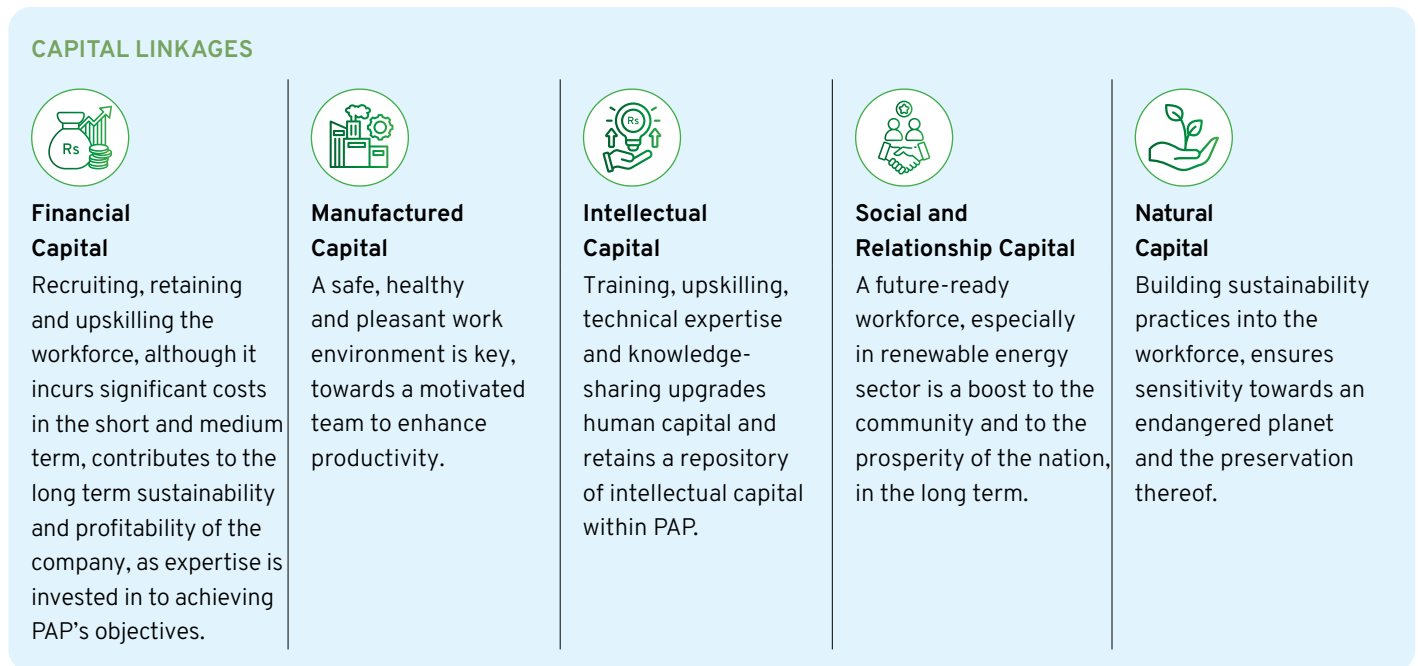 CAPITAL LINKAGES
Rs
Financial
Capital
Recruiting, retaining
and upskilling the
workforce, although it
incurs significant costs
in the short and medium
term, contributes to the
long term sustainability
and profitability of the
company, as expertise is
invested in to achieving
PAP's objectives.
Manufactured
Capital
A safe, healthy
and pleasant work
environment is key,
towards a motivated
team to enhance
productivity.
Rs
Intellectual
Capital
Training, upskilling,
technical expertise
and knowledge-
sharing upgrades
human capital and
retains a repository
of intellectual capital
within PAP.
Social and
Relationship Capital
A future-ready
workforce, especially
in renewable energy
sector is a boost to the
community and to the
prosperity of the nation,
in the long term.
Natural
Capital
Building sustainability
practices into the
workforce, ensures
sensitivity towards an
endangered planet
and the preservation
thereof.